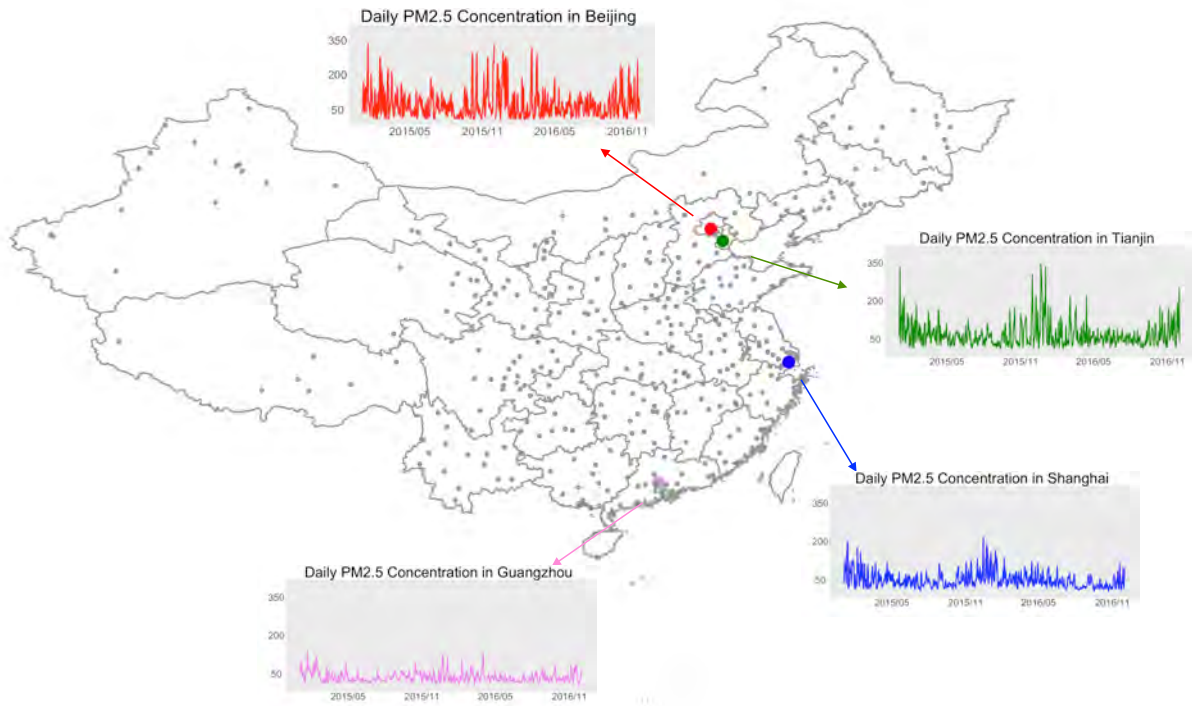 Daily PM2.5 Concentration in Beijing
350
200
50
2015/05 2015/11 2016/05 2016/11
Daily PM2.5 Concentration in Tianjin
350
200
50
2015/05 2015/11 2016/05 2016/11
Daily PM2.5 Concentration in Shanghai
350
200
50
2015/05 2015/11 2016/05 2016/11
Daily PM2.5 Concentration in Guangzhou
350
200
50
2015/05 2015/11 2016/05 2016/11